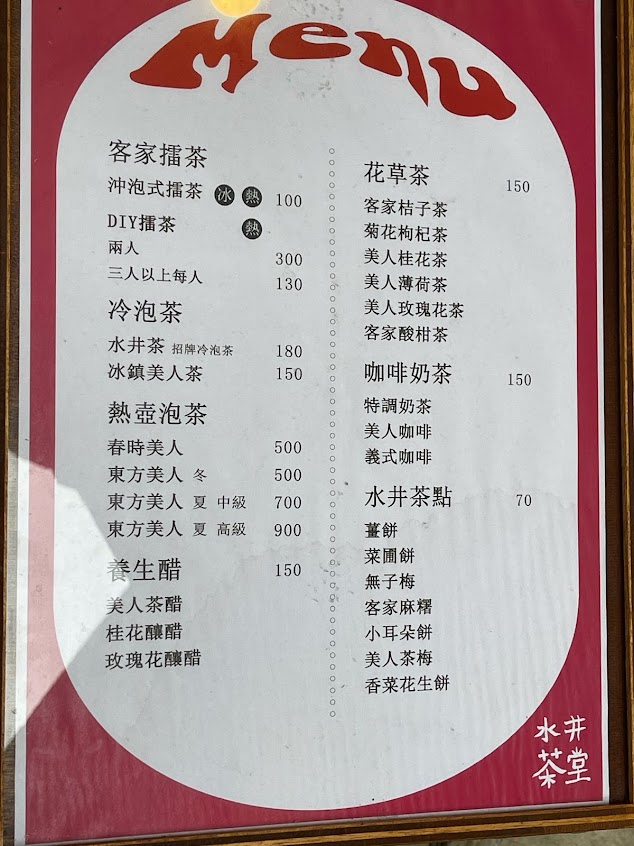 Menu
客家擂茶
沖泡式擂茶 冰 熱 100
DIY擂茶 熱
兩人 300
三人以上每人 130
冷泡茶
水井茶 招牌冷泡茶 180
冰鎮美人茶 150
熱壺泡茶
春時美人 500
東方美人 冬 500
東方美人 夏 中級 700
東方美人 夏 高級 900
養生醋 150
美人茶醋
桂花釀醋
玫瑰花釀醋
花草茶 150
客家桔子茶
菊花枸杞茶
美人桂花茶
美人薄荷茶
美人玫瑰花茶
客家酸柑茶
咖啡奶茶 150
特調奶茶
美人咖啡
義式咖啡
水井茶點 70
薑餅
菜圃餅
無子梅
客家麻糬
小耳朵餅
美人茶梅
香菜花生餅
水井
茶堂